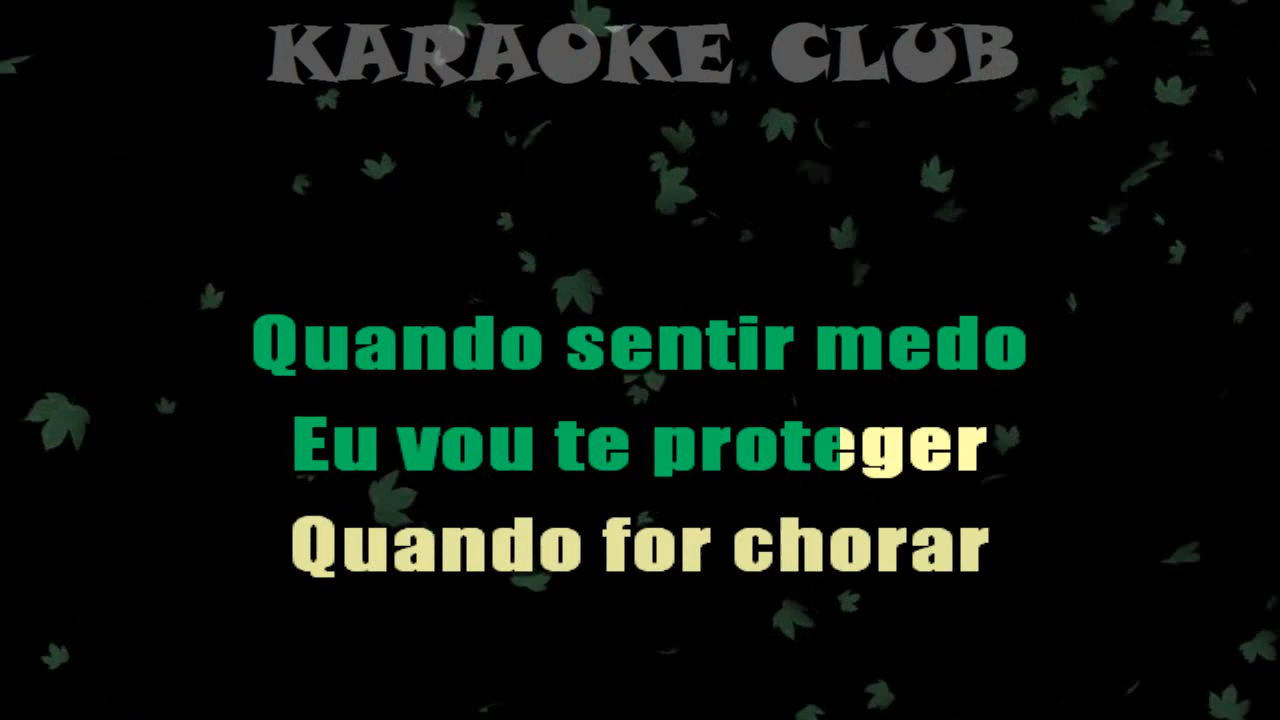 KARAOKE CLUB
Quando sentir medo
Eu vou te proteger
Quando for chorar